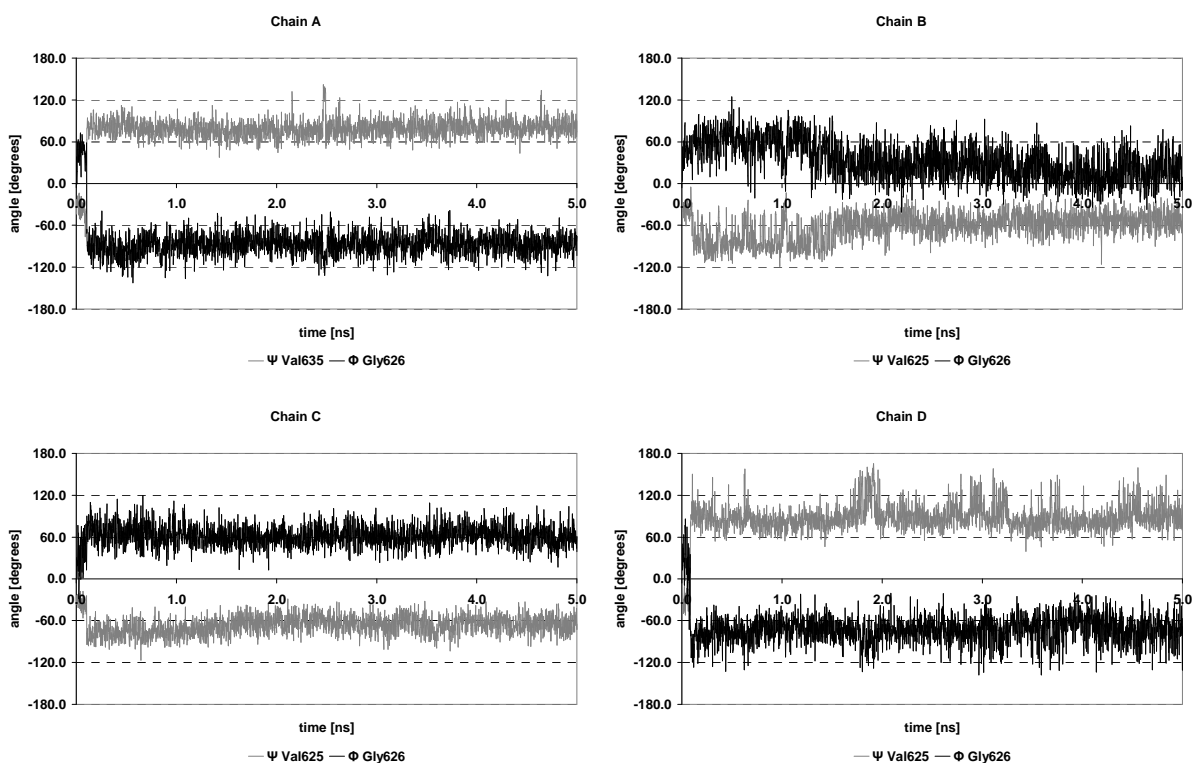 Chain A
180.0
120.0
60.0
0.0
-60.0
-120.0
-180.0
0.0 1.0 2.0 3.0 4.0 5.0
angle [degrees]
time [ns]
Ψ Val635 Φ Gly626
Chain B
180.0
120.0
60.0
0.0
-60.0
-120.0
-180.0
0.0 1.0 2.0 3.0 4.0 5.0
angle [degrees]
time [ns]
Ψ Val625 Φ Gly626
Chain C
180.0
120.0
60.0
0.0
-60.0
-120.0
-180.0
0.0 1.0 2.0 3.0 4.0 5.0
angle [degrees]
time [ns]
Ψ Val625 Φ Gly626
Chain D
180.0
120.0
60.0
0.0
-60.0
-120.0
-180.0
0.0 1.0 2.0 3.0 4.0 5.0
angle [degrees]
time [ns]
Ψ Val625 Φ Gly626